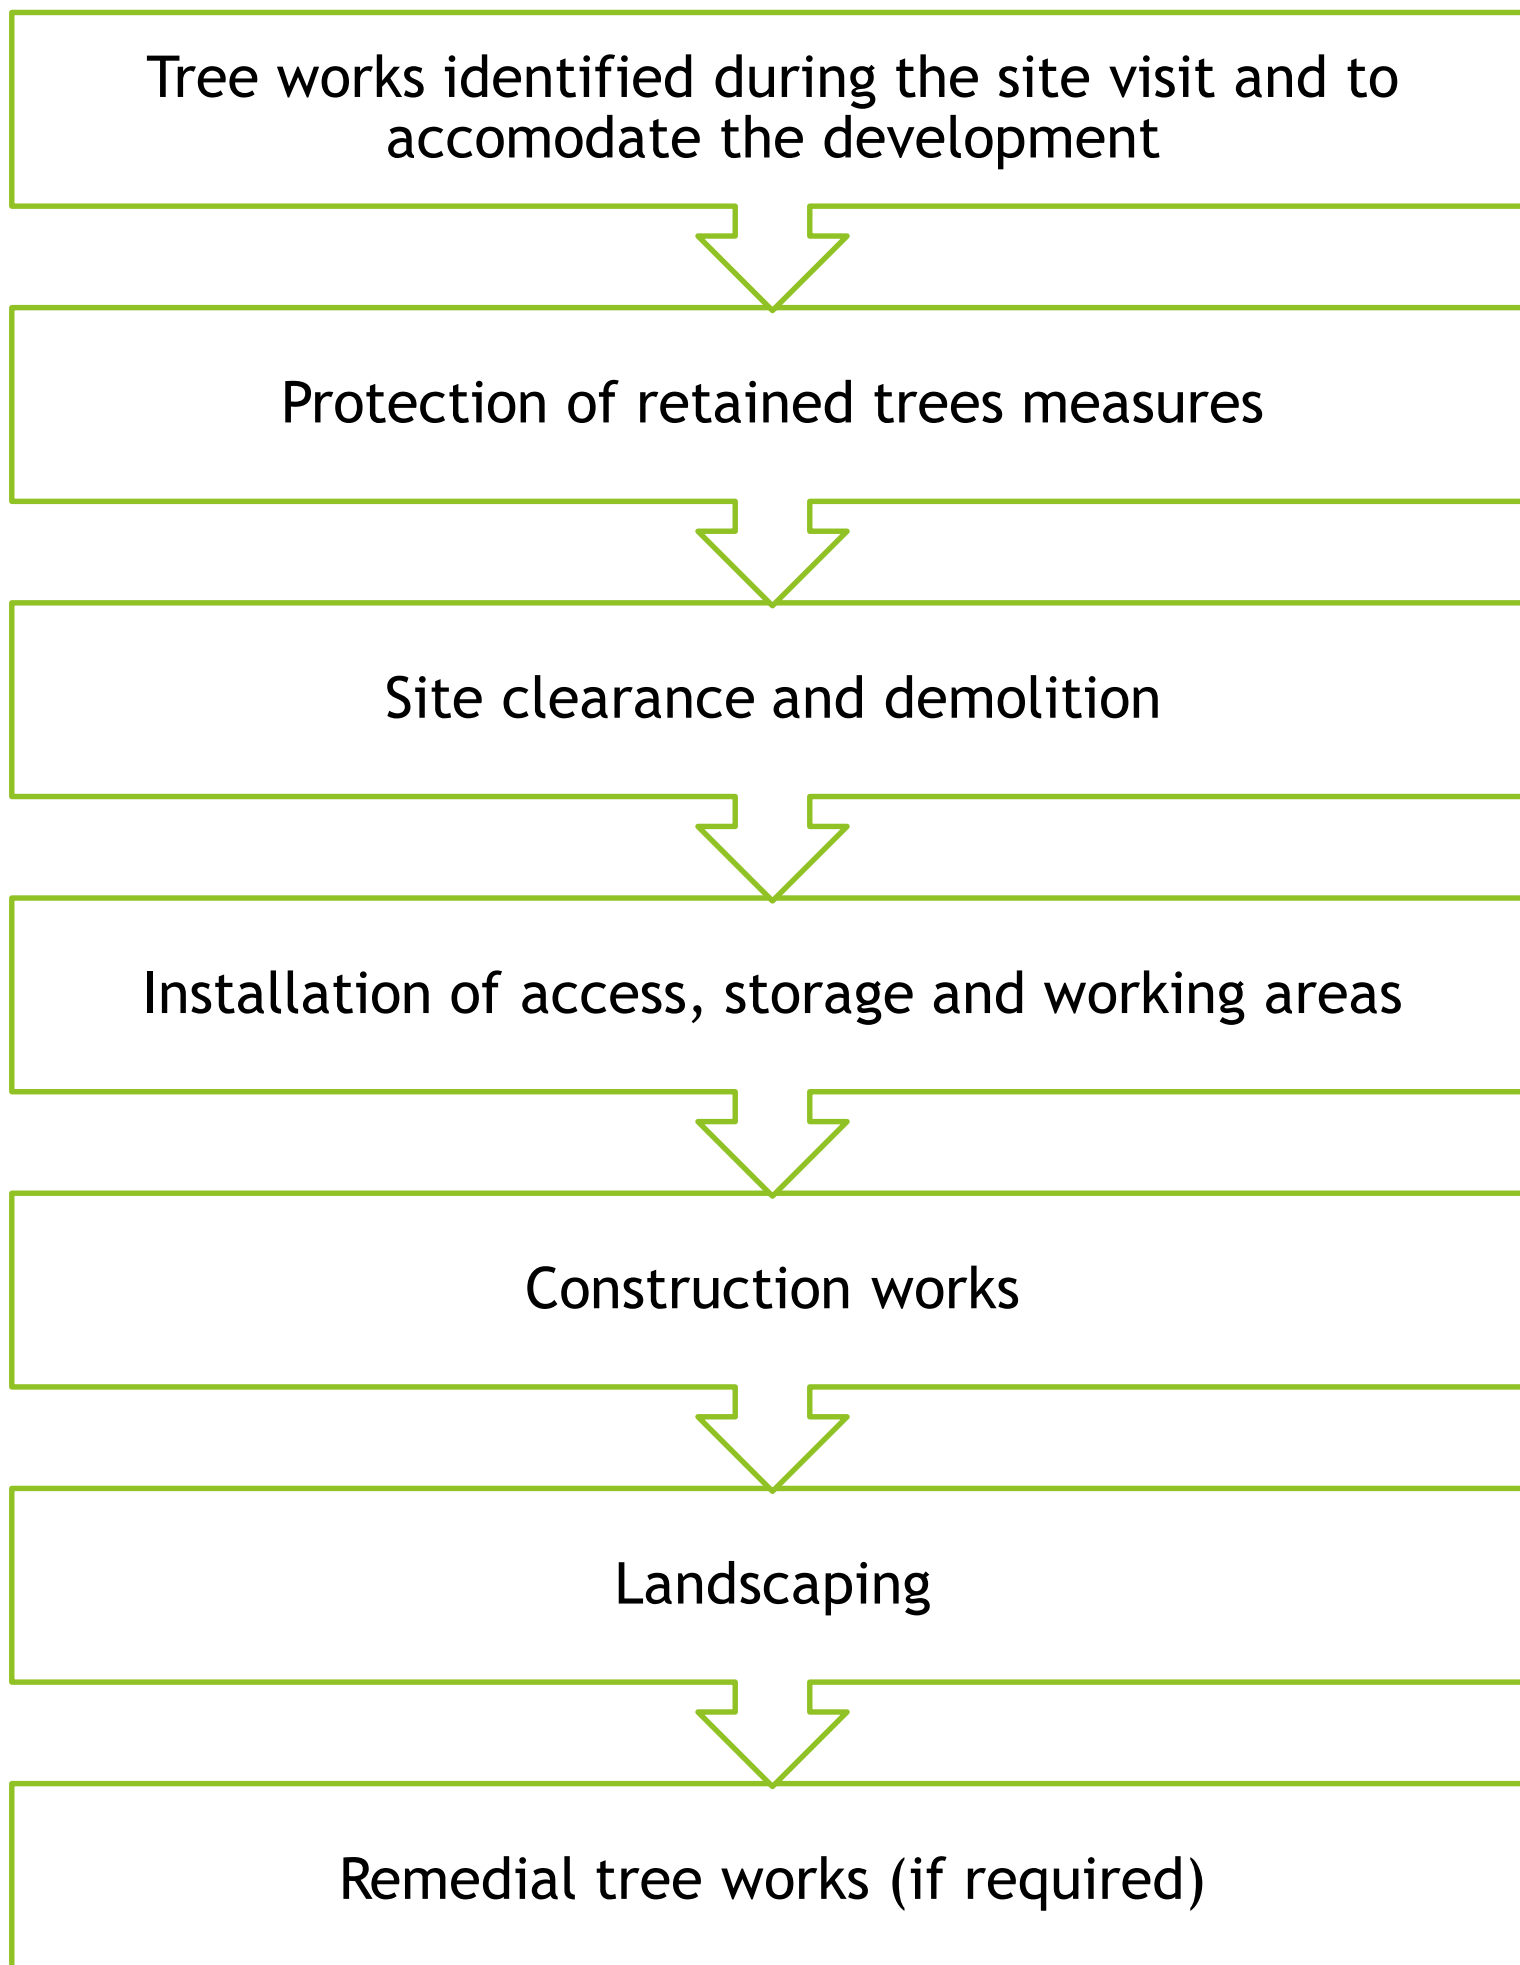 Tree works identified during the site visit and to
accomodate the development
Protection of retained trees measures
Site clearance and demolition
Installation of access, storage and working areas
Construction works
Landscaping
Remedial tree works (if required)